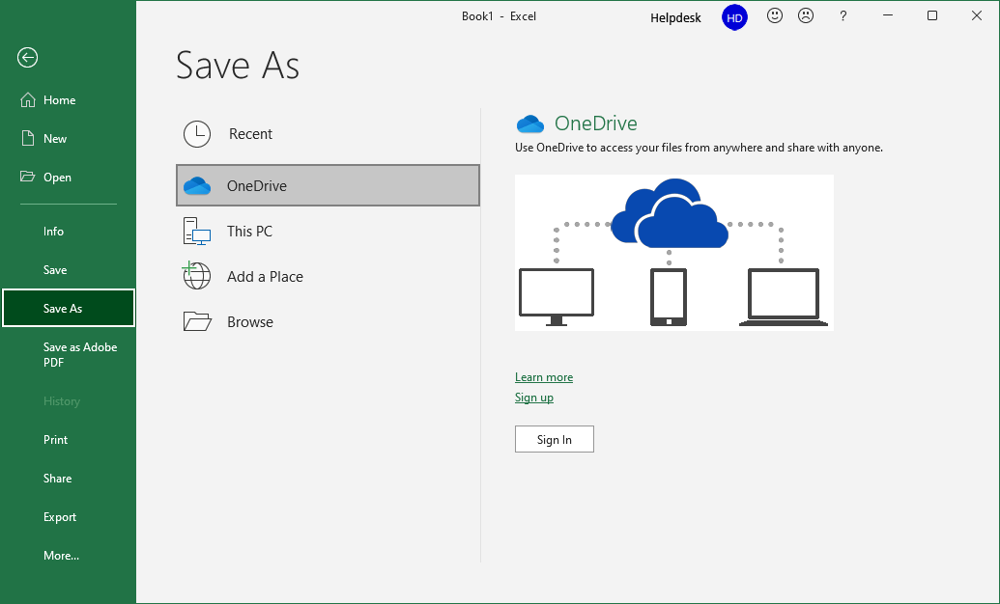 Book1 - Excel
Helpdesk
HD
?
Home
New
Open
Info
Save
Save As
Save as Adobe
PDF
History
Print
Share
Export
More...
Save As
Recent
OneDrive
This PC
Add a Place
Browse
OneDrive
Use OneDrive to access your files from anywhere and share with anyone.
Learn more
Sign up
Sign In